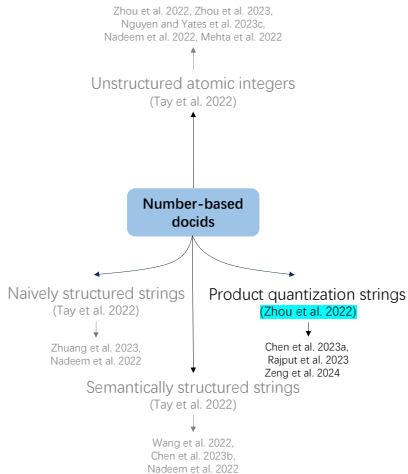 Zhou et al. 2022, Zhou et al. 2023,
Nguyen and Yates et al. 2023c,
Nadeem et al. 2022, Mehta et al. 2022
Unstructured atomic integers
(Tay et al. 2022)
Number-based
docids
Naively structured strings
(Tay et al. 2022)
Zhuang et al. 2023,
Nadeem et al. 2022
Product quantization strings
(Zhou et al. 2022)
Chen et al. 2023a,
Rajput et al. 2023
Zeng et al. 2024
Semantically structured strings
(Tay et al. 2022)
Wang et al. 2022,
Chen et al. 2023b,
Nadeem et al. 2022